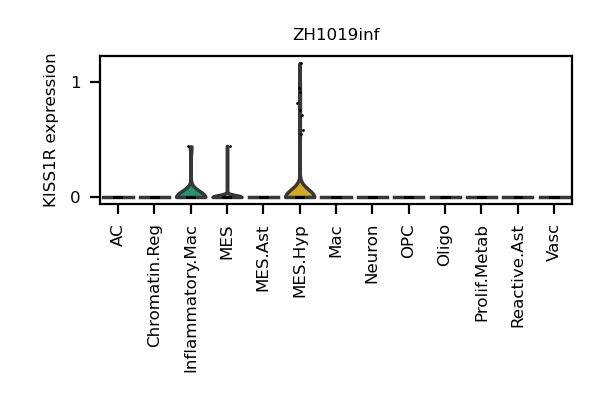 ZH1019inf
KISS1R expression
1
0
AC
Chromatin.Reg
Inflammatory.Mac
MES
MES.Ast
MES.Hyp
Mac
Neuron
OPC
Oligo
Prolif.Metab
Reactive.Ast
Vasc